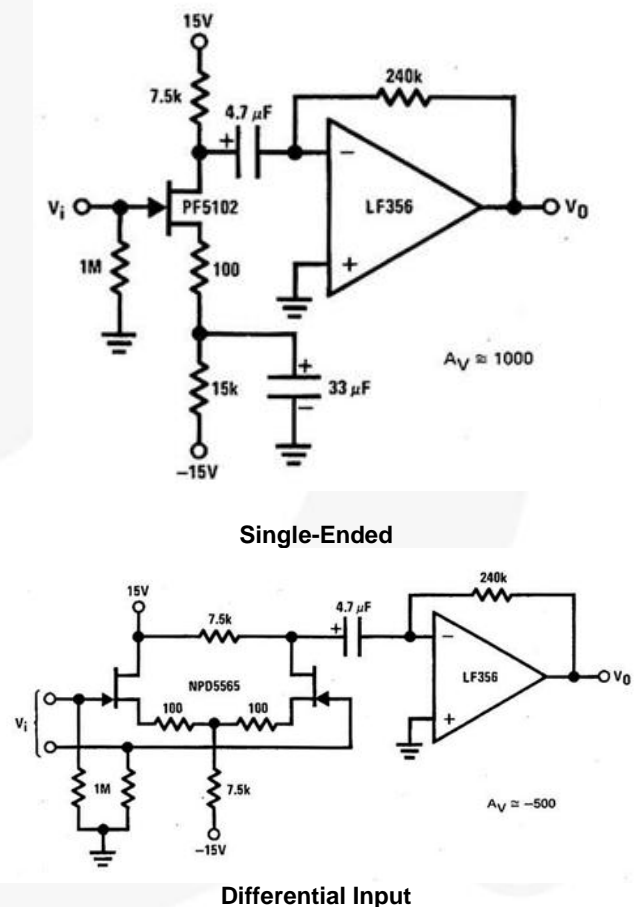 15V
7.5k
4.7 µF
+
240k
−
Vi
PF5102
LF356
V0
1M
100
+
AV ≅ 1000
+
15k
33 µF
−
−15V
Single-Ended
15V
7.5k
4.7 µF
+
240k
−
NPD5565
LF356
V0
100
100
Vi
+
1M
7.5k
AV ≅ −500
−15V
Differential Input